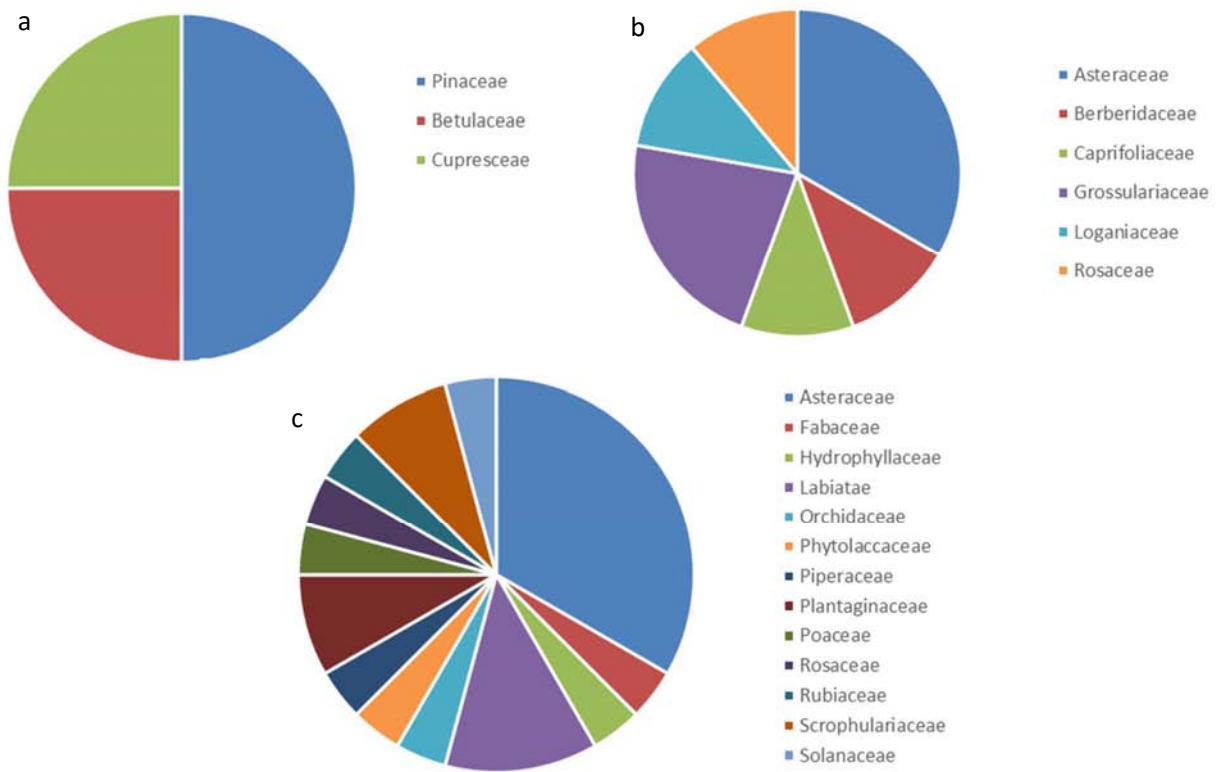 a
Pinaceae
Betulaceae
Cupresceae
b
Asteraceae
Berberidaceae
Caprifoliaceae
Grossulariaceae
Loganiaceae
Rosaceae
c
Asteraceae
Fabaceae
Hydrophyllaceae
Labiatae
Orchidaceae
Phytolaccaceae
Piperaceae
Plantaginaceae
Poaceae
Rosaceae
Rubiaceae
Scrophulariaceae
Solanaceae